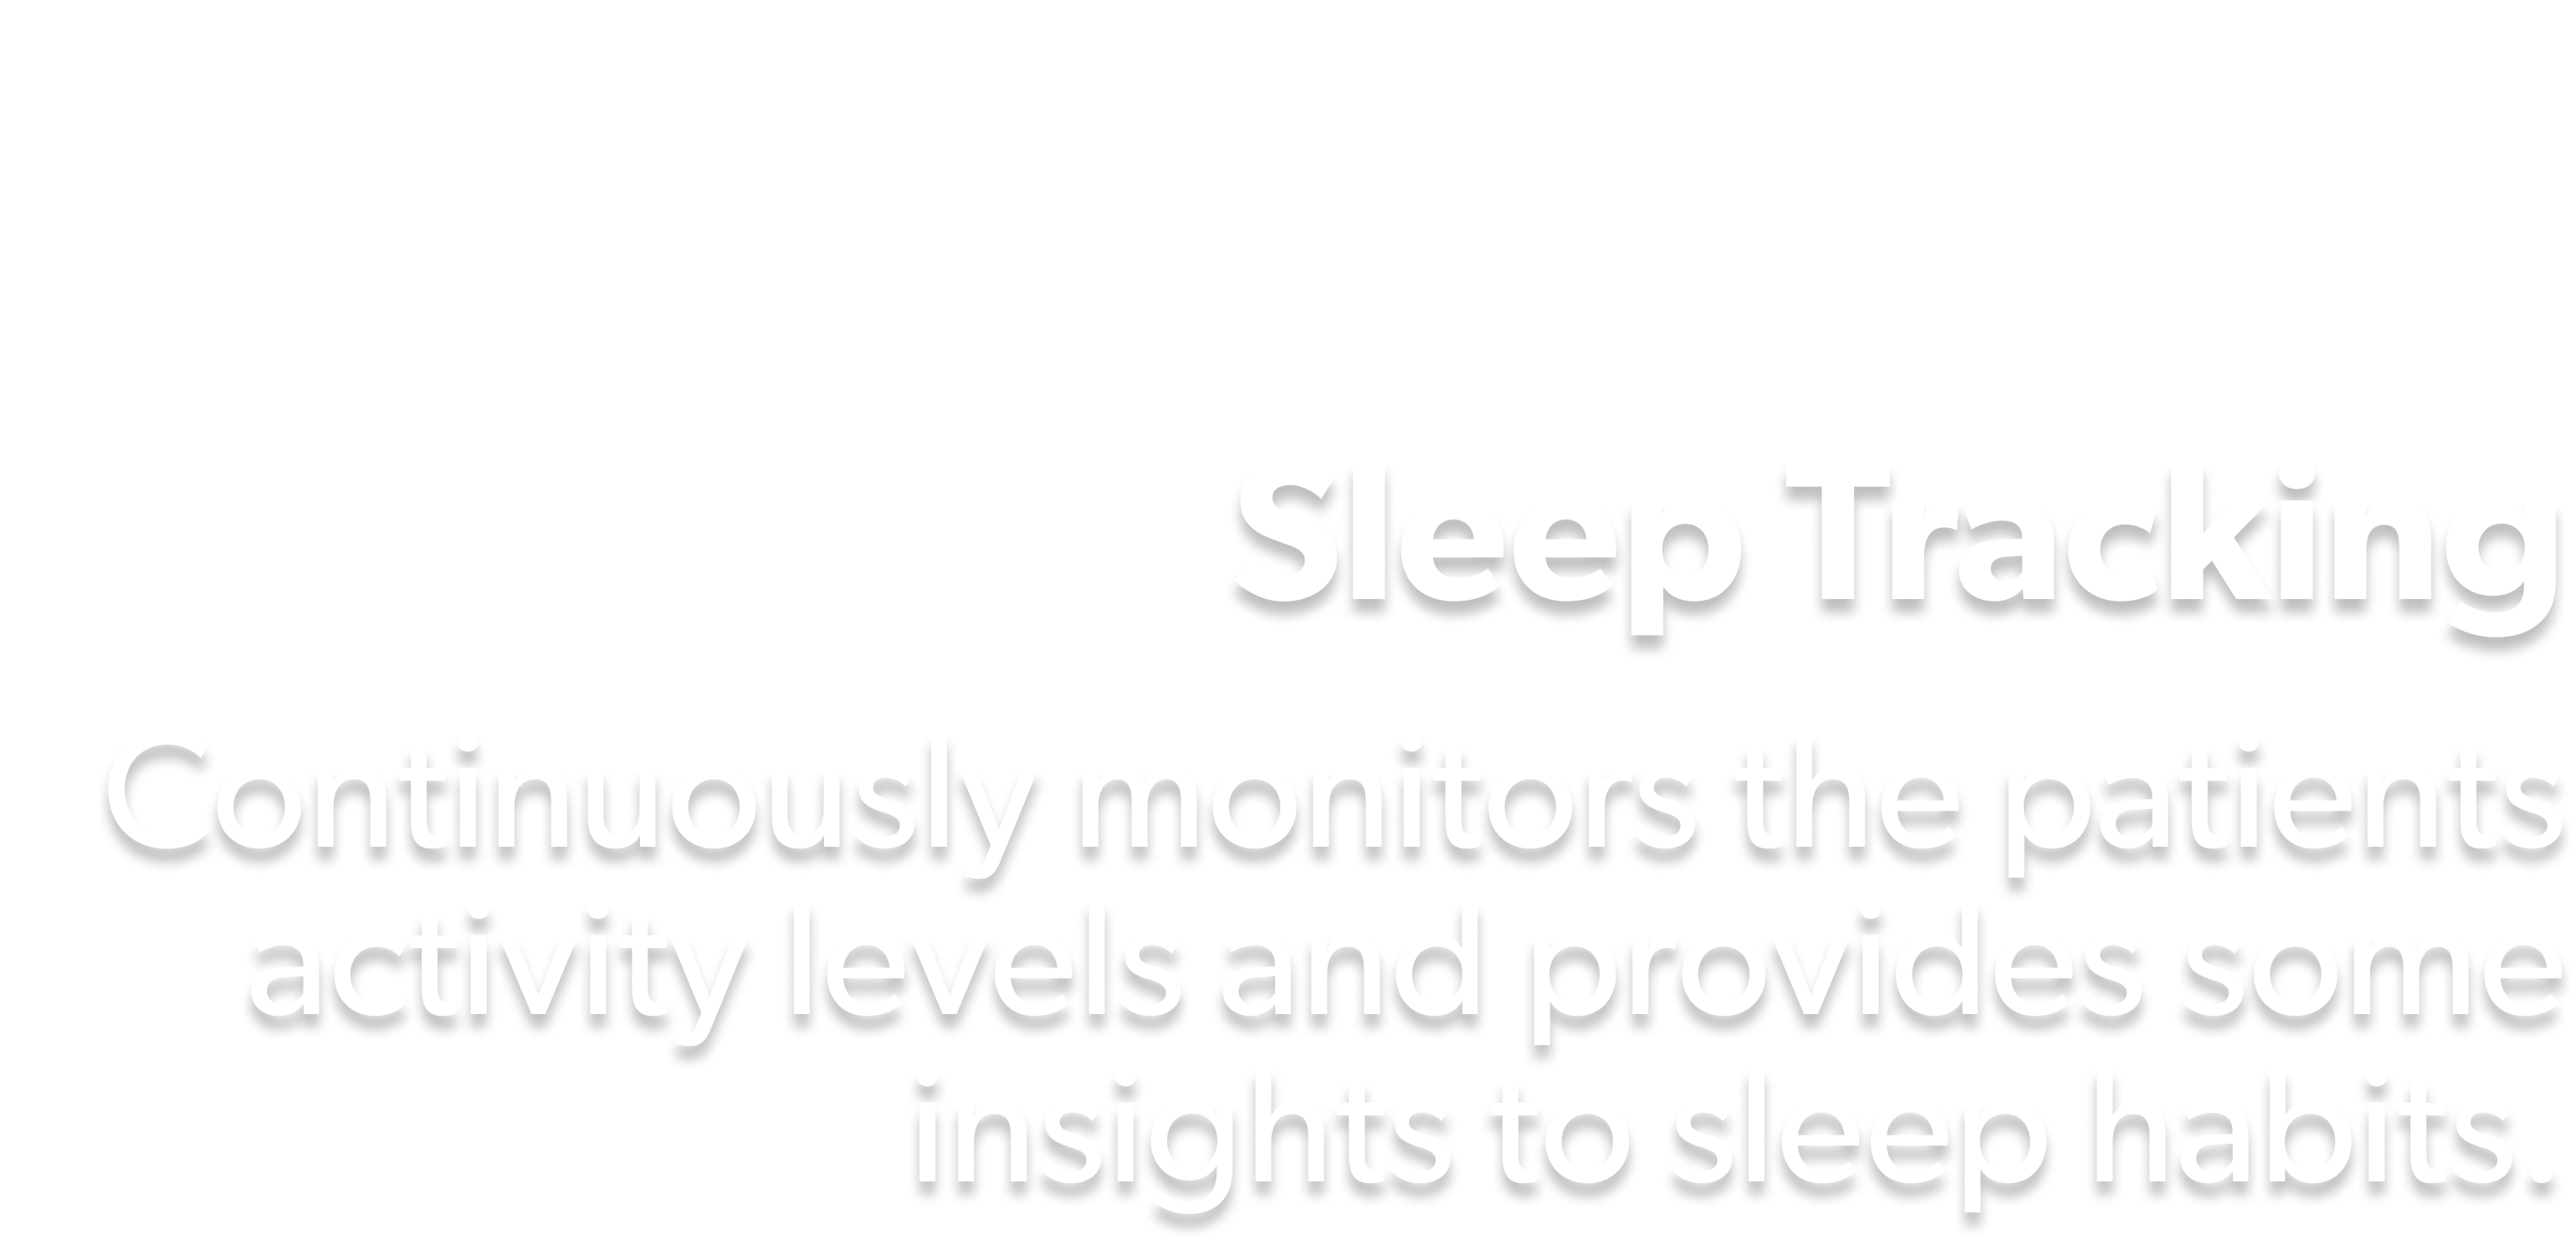 Sleep Tracking
Continuously monitors the patients
activity levels and provides some
insights to sleep habits.